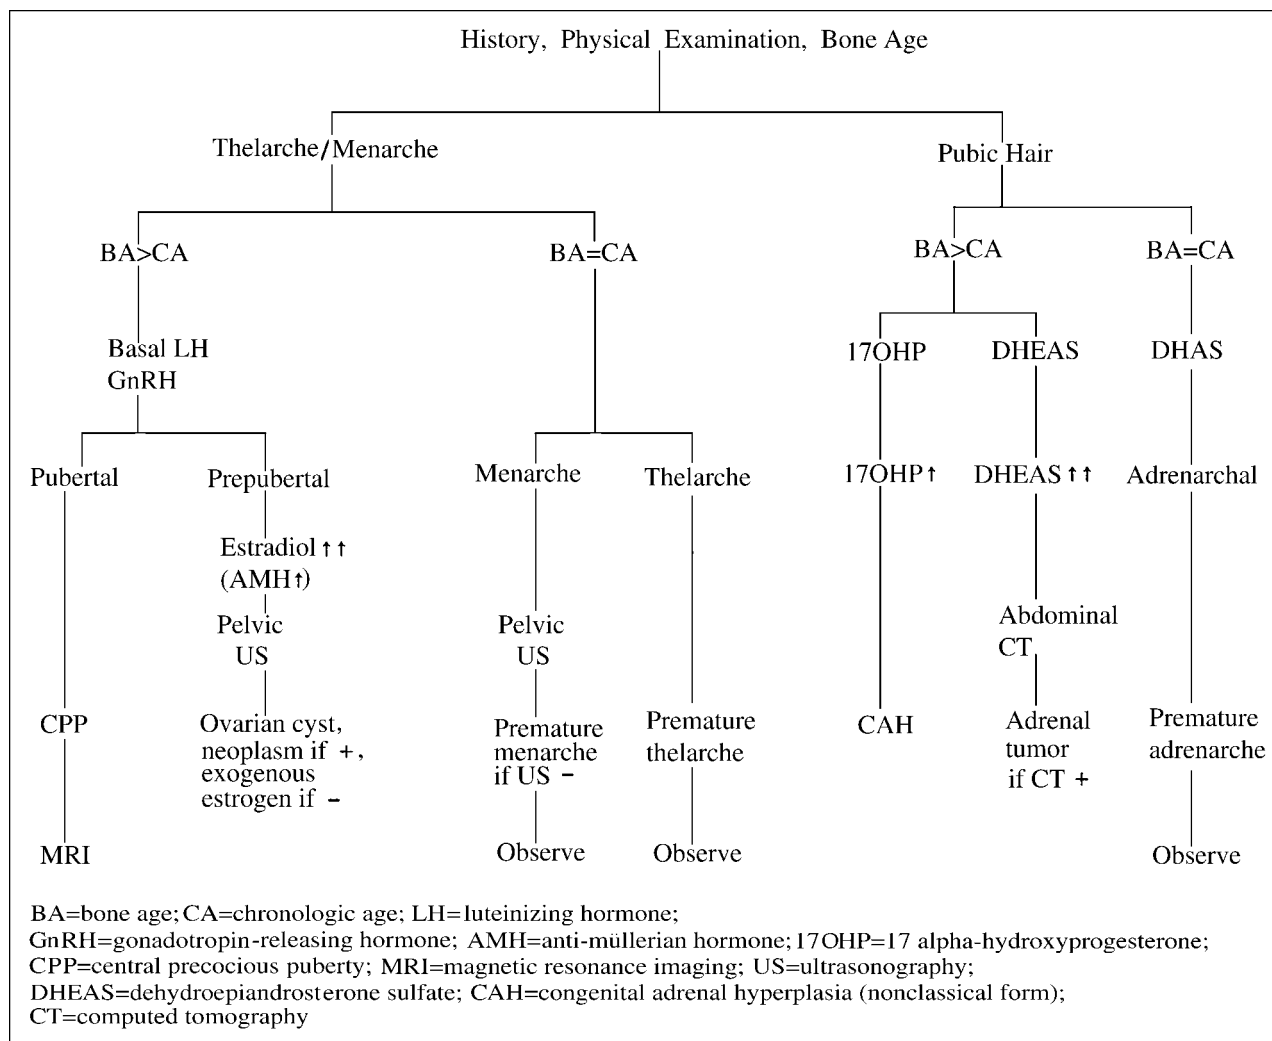 History, Physical Examination, Bone Age
Thelarche/Menarche
Pubic Hair
BA>CA
BA=CA
BA>CA
BA=CA
Basal LH
GnRH
17OHP
DHEAS
DHAS
Pubertal
Prepubertal
Menarche
Thelarche
17OHP↑
DHEAS↑↑
Adrenarchal
Estradiol↑↑
(AMH↑)
Pelvic
US
Pelvic
US
Abdominal
CT
CPP
Ovarian cyst,
neoplasm if +,
exogenous
estrogen if -
Premature
menarche
if US -
Premature
thelarche
CAH
Adrenal
tumor
if CT +
Premature
adrenarche
MRI
Observe
Observe
Observe
BA=bone age; CA=chronologic age; LH=luteinizing hormone;
GnRH=gonadotropin-releasing hormone; AMH=anti-müllerian hormone; 17OHP=17 alpha-hydroxyprogesterone;
CPP=central precocious puberty; MRI=magnetic resonance imaging; US=ultrasonography;
DHEAS=dehydroepiandrosterone sulfate; CAH=congenital adrenal hyperplasia (nonclassical form);
CT=computed tomography